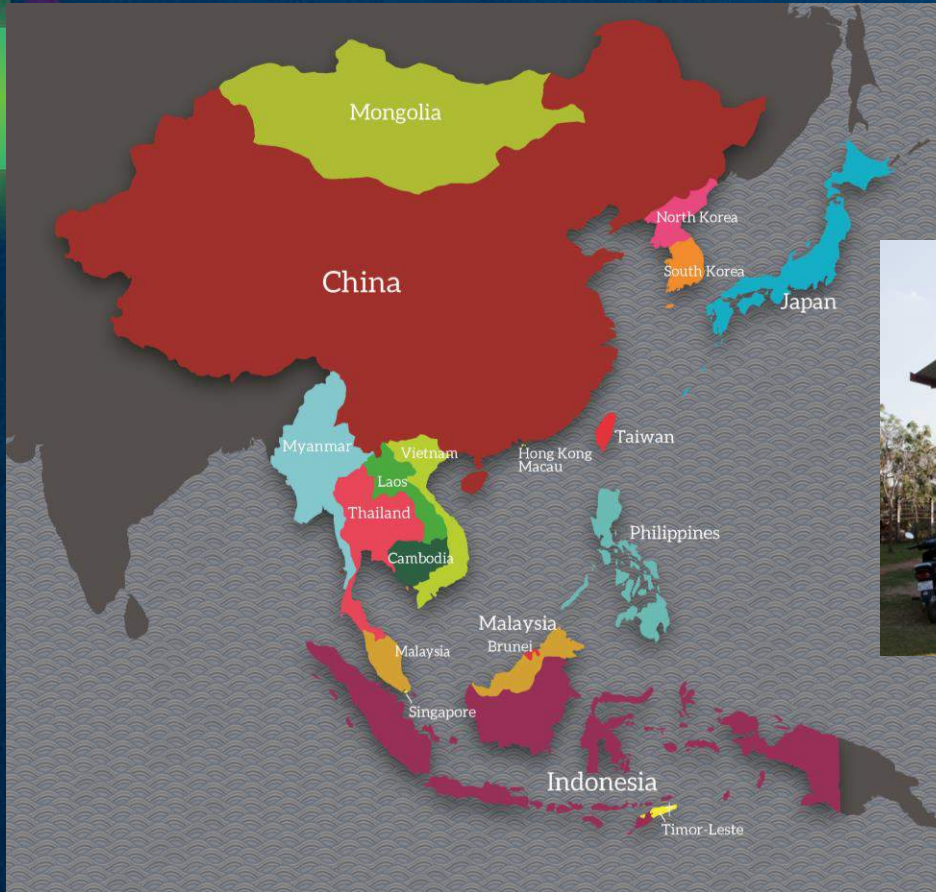 Mongolia
North Korea
South Korea
China
Japan
Taiwan
Myanmar
Vietnam
Hong Kong
Macau
Laos
Thailand
Philippines
Cambodia
Malaysia
Brunei
Malaysia
Singapore
Indonesia
Timor-Leste